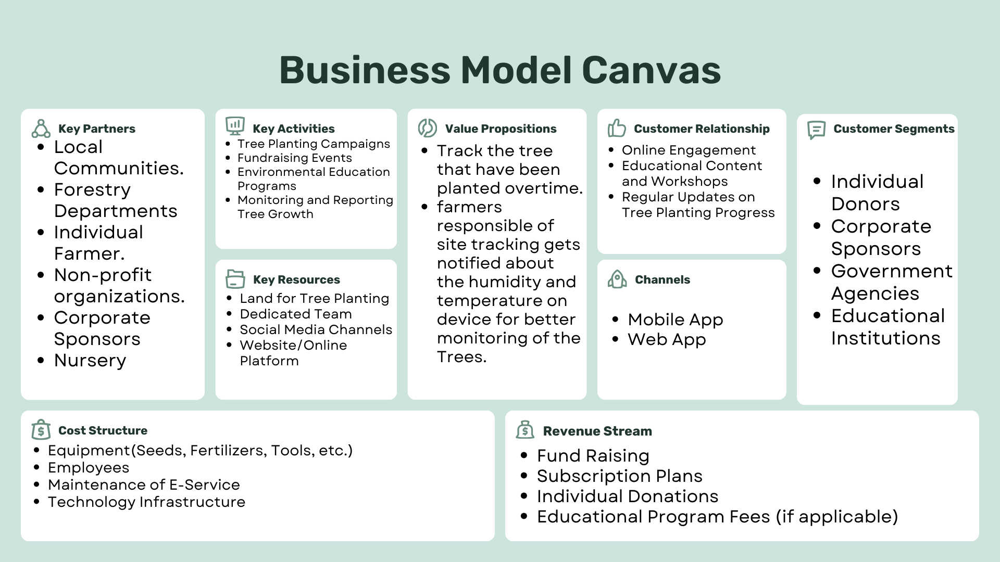 Business Model Canvas
Key Partners
• Local
Communities.
• Forestry
Departments
• Individual
Farmer.
• Non-profit
organizations.
• Corporate
Sponsors
• Nursery
Key Activities
• Tree Planting Campaigns
• Fundraising Events
• Environmental Education
Programs
• Monitoring and Reporting
Tree Growth
Key Resources
• Land for Tree Planting
• Dedicated Team
• Social Media Channels
• Website/Online
Platform
Value Propositions
• Track the tree
that have been
planted overtime.
• farmers
responsible of
site tracking gets
notified about
the humidity and
temperature on
device for better
monitoring of the
Trees.
Customer Relationship
• Online Engagement
• Educational Content
and Workshops
• Regular Updates on
Tree Planting Progress
Channels
• Mobile App
• Web App
Customer Segments
• Individual
Donors
• Corporate
Sponsors
• Government
Agencies
• Educational
Institutions
Cost Structure
• Equipment(Seeds, Fertilizers, Tools, etc.)
• Employees
• Maintenance of E-Service
• Technology Infrastructure
Revenue Stream
• Fund Raising
• Subscription Plans
• Individual Donations
• Educational Program Fees (if applicable)